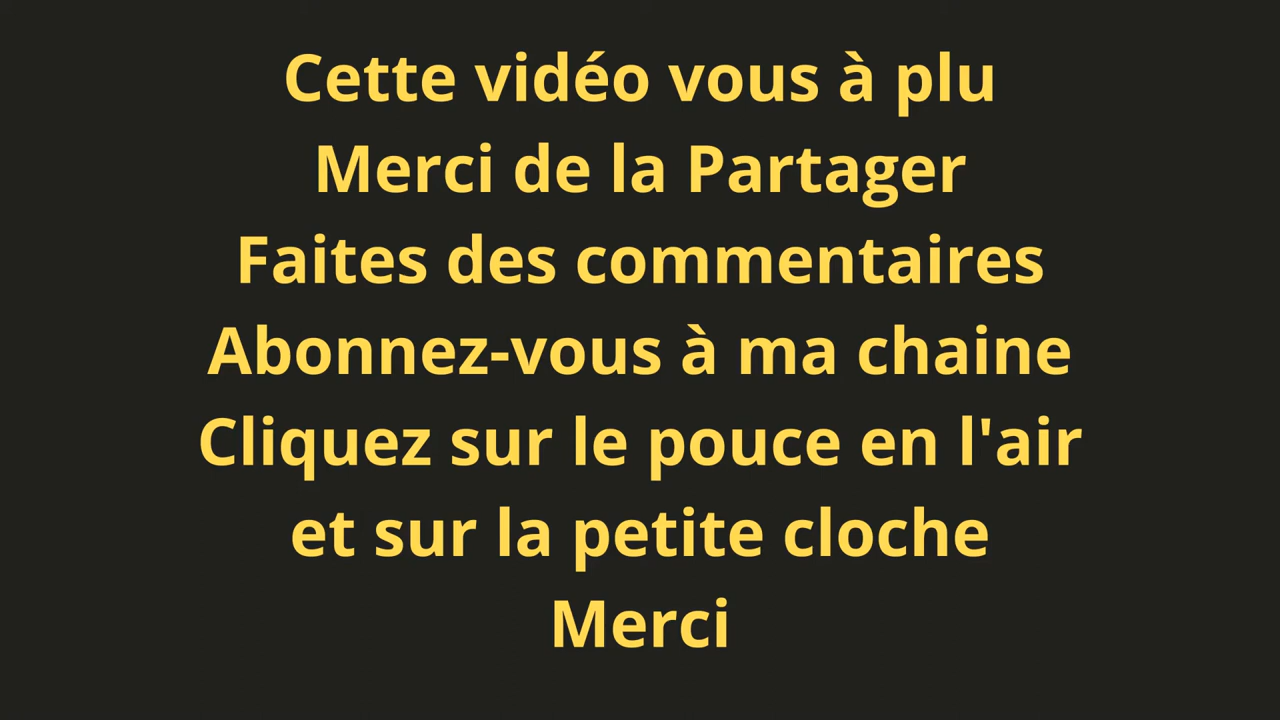 Cette vidéo vous à plu
Merci de la Partager
Faites des commentaires
Abonnez-vous à ma chaine
Cliquez sur le pouce en l'air
et sur la petite cloche
Merci